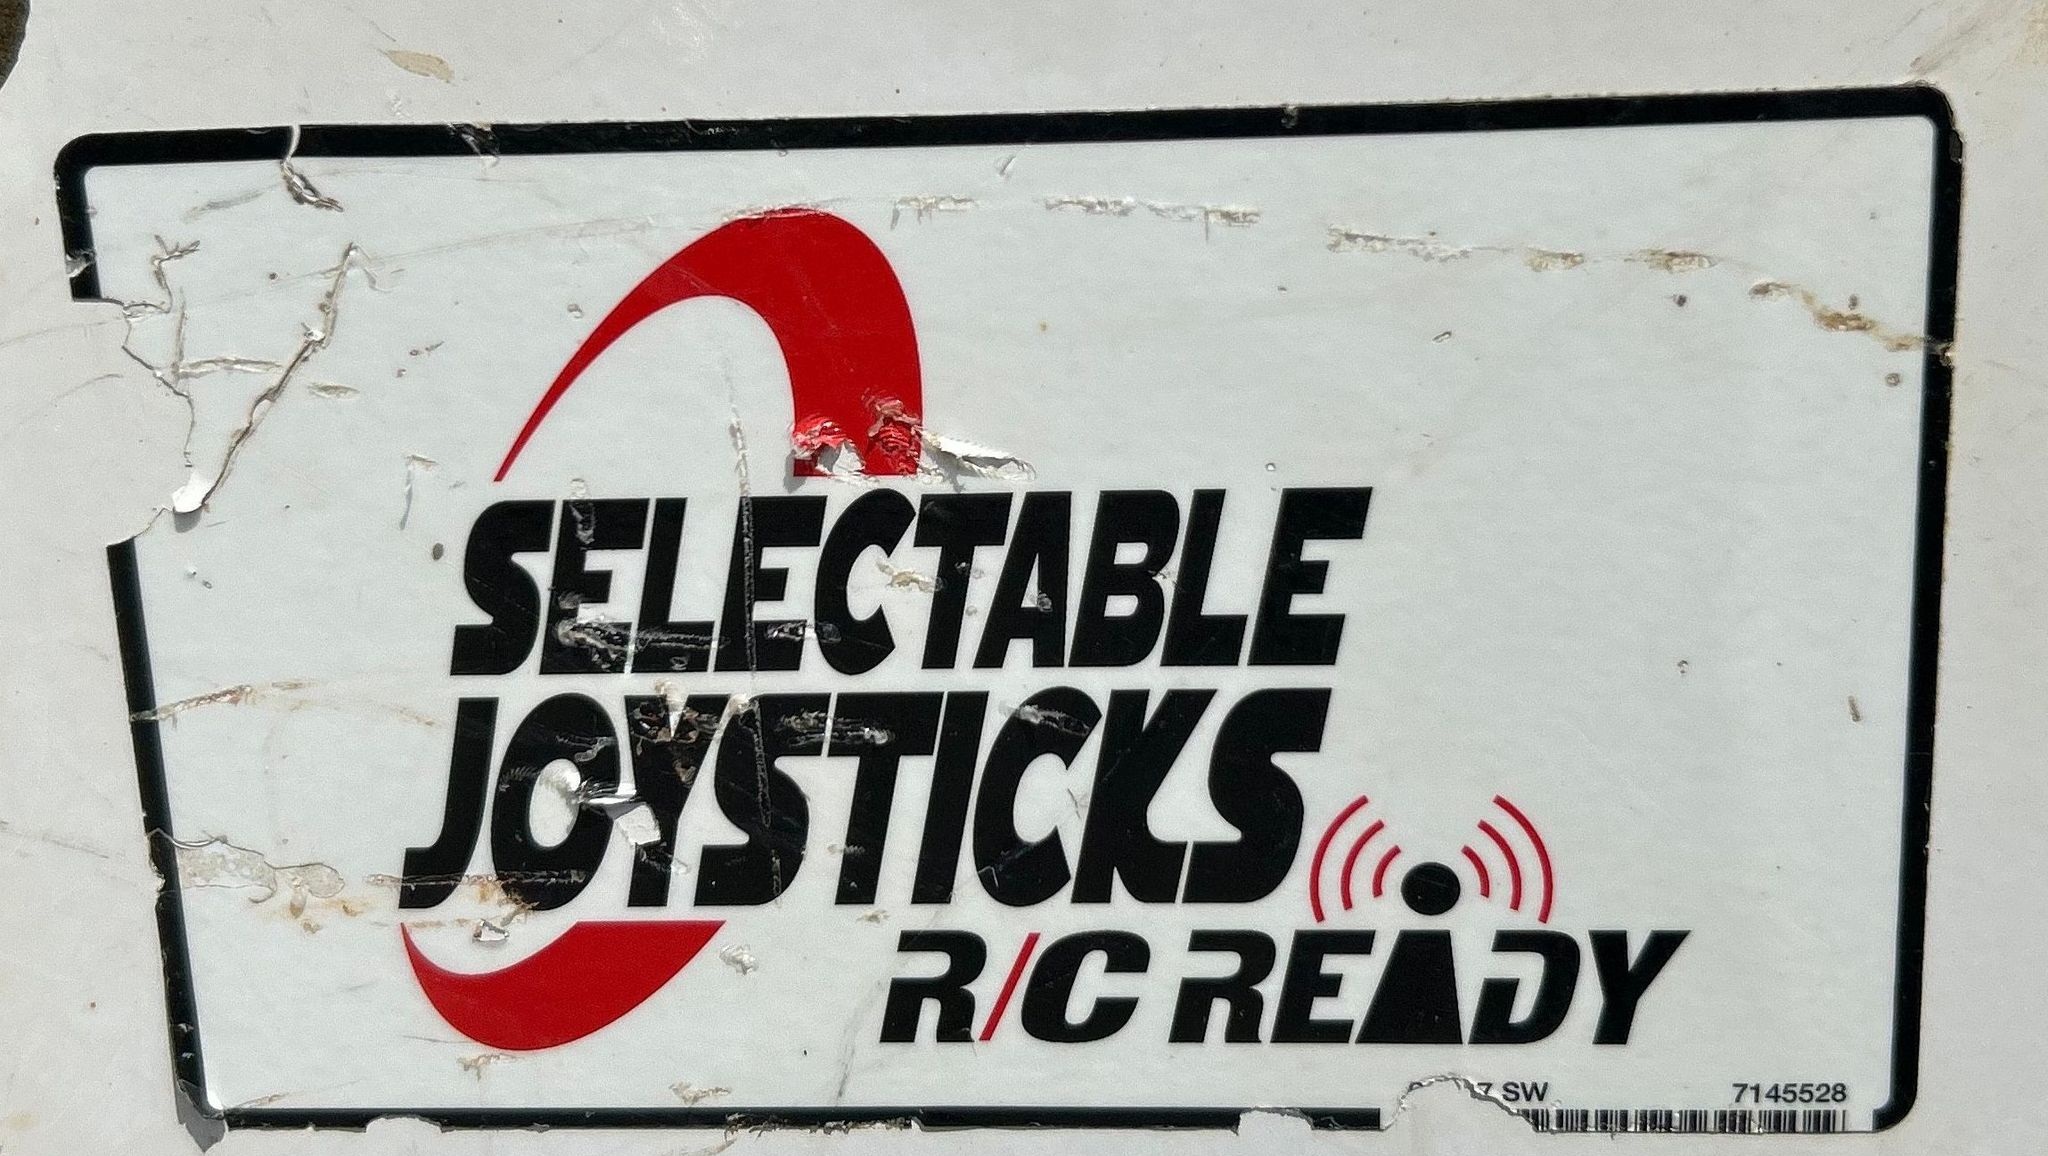 SELECTABLE
JOYSTICKS
R/C READY
SW 7145528